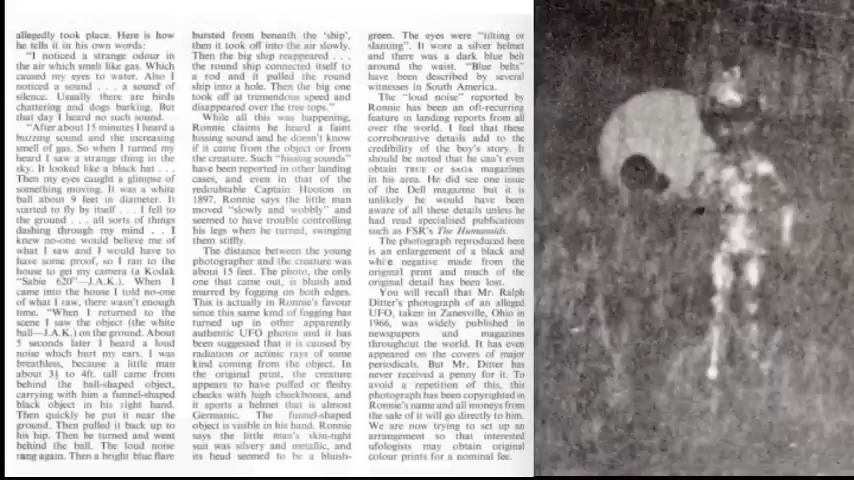 allegedly took place. Here is how
he tells it in his own words:
"I noticed a strange odour in
the air which smelt like gas. Which
caused my eyes to water. Also I
noticed a sound . . . a sound of
silence. Usually there are birds
chattering and dogs barking. But
that day I heard no such sound.
"After about 15 minutes I heard a
buzzing sound and the increasing
smell of gas. So when I turned my
heard I saw a strange thing in the
sky. It looked like a black hat . . .
Then my eyes caught a glimpse of
something moving. It was a white
ball about 9 feet in diameter. It
started to fly by itself . . . I fell to
the ground . . . all sorts of things
dashing through my mind . . . I
knew no-one would believe me of
what I saw and I would have to
have some proof, so I ran to the
house to get my camera (a Kodak
"Sabie 620"—J.A.K.). When I
came into the house I told no-one
of what I raw, there wasn't enough
time. "When I returned to the
scene I saw the object (the white
ball—J.A.K.) on the ground. About
5 seconds later I heard a loud
noise which hurt my ears. I was
breathless, because a little man
about 3½ to 4ft. tall came from
behind the ball-shaped object,
carrying with him a funnel-shaped
black object in his right hand.
Then quickly he put it near the
ground. Then pulled it back up to
his hip. Then he turned and went
behind the ball. The loud noise
rang again. Then a bright blue flare
bursted from beneath the 'ship',
then it took off into the air slowly.
Then the big ship reappeared . . .
the round ship connected itself to
a rod and it pulled the round
ship into a hole. Then the big one
took off at tremendous speed and
disappeared over the tree tops."
While all this was happening,
Ronnie claims he heard a faint
hissing sound and he doesn't know
if it came from the object or from
the creature. Such "hissing sounds"
have been reported in other landing
cases, and even in that of the
redoubtable Captain Hooton in
1897. Ronnie says the little man
moved "slowly and wobbly" and
seemed to have trouble controlling
his legs when he turned, swinging
them stiffly.
The distance between the young
photographer and the creature was
about 15 feet. The photo, the only
one that came out, is bluish and
marred by fogging on both edges.
This is actually in Ronnie's favour
since this same kind of fogging has
turned up in other apparently
authentic UFO photos and it has
been suggested that it is caused by
radiation or actinic rays of some
kind coming from the object. In
the original print, the creature
appears to have puffed or fleshy
cheeks with high cheekbones, and
it sports a helmet that is almost
Germanic. The funnel-shaped
object is visible in his hand. Ronnie
says the little man's skin-tight
suit was silvery and metallic, and
its head seemed to be a bluish-
green. The eyes were "tilting or
slanting". It wore a silver helmet
and there was a dark blue belt
around the waist. "Blue belts"
have been described by several
witnesses in South America.
The "loud noise" reported by
Ronnie has been an oft-recurring
feature in landing reports from all
over the world. I feel that these
corroborative details add to the
credibility of the boy's story. It
should be noted that he can't even
obtain TRUE or SAGA magazines
in his area. He did see one issue
of the Dell magazine but it is
unlikely he would have been
aware of all these details unless he
had read specialised publications
such as FSR's The Humanoids.
The photograph reproduced here
is an enlargement of a black and
white negative made from the
original print and much of the
original detail has been lost.
You will recall that Mr. Ralph
Ditter's photograph of an alleged
UFO, taken in Zanesville, Ohio in
1966, was widely published in
newspapers and magazines
throughout the world. It has even
appeared on the covers of major
periodicals. But Mr. Ditter has
never received a penny for it. To
avoid a repetition of this, this
photograph has been copyrighted in
Ronnie's name and all moneys from
the sale of it will go directly to him.
We are now trying to set up an
arrangement so that interested
ufologists may obtain original
colour prints for a nominal fee.